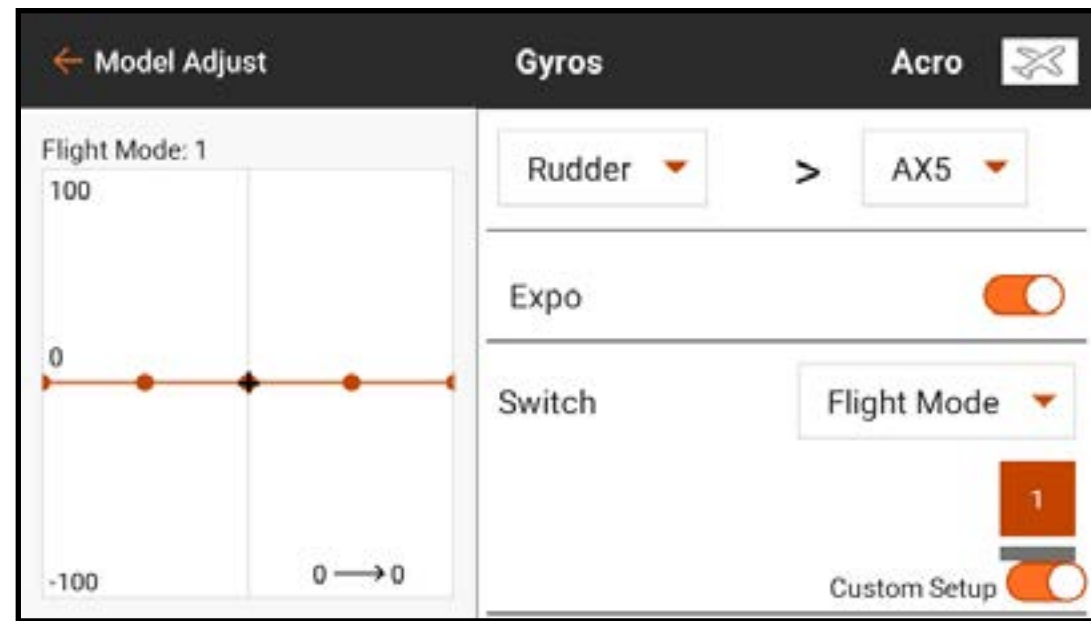 Model Adjust
Gyros
Acro
Flight Mode: 1
100
0
-100
0 → 0
Rudder
>
AX5
Expo
Switch
Flight Mode
1
Custom Setup